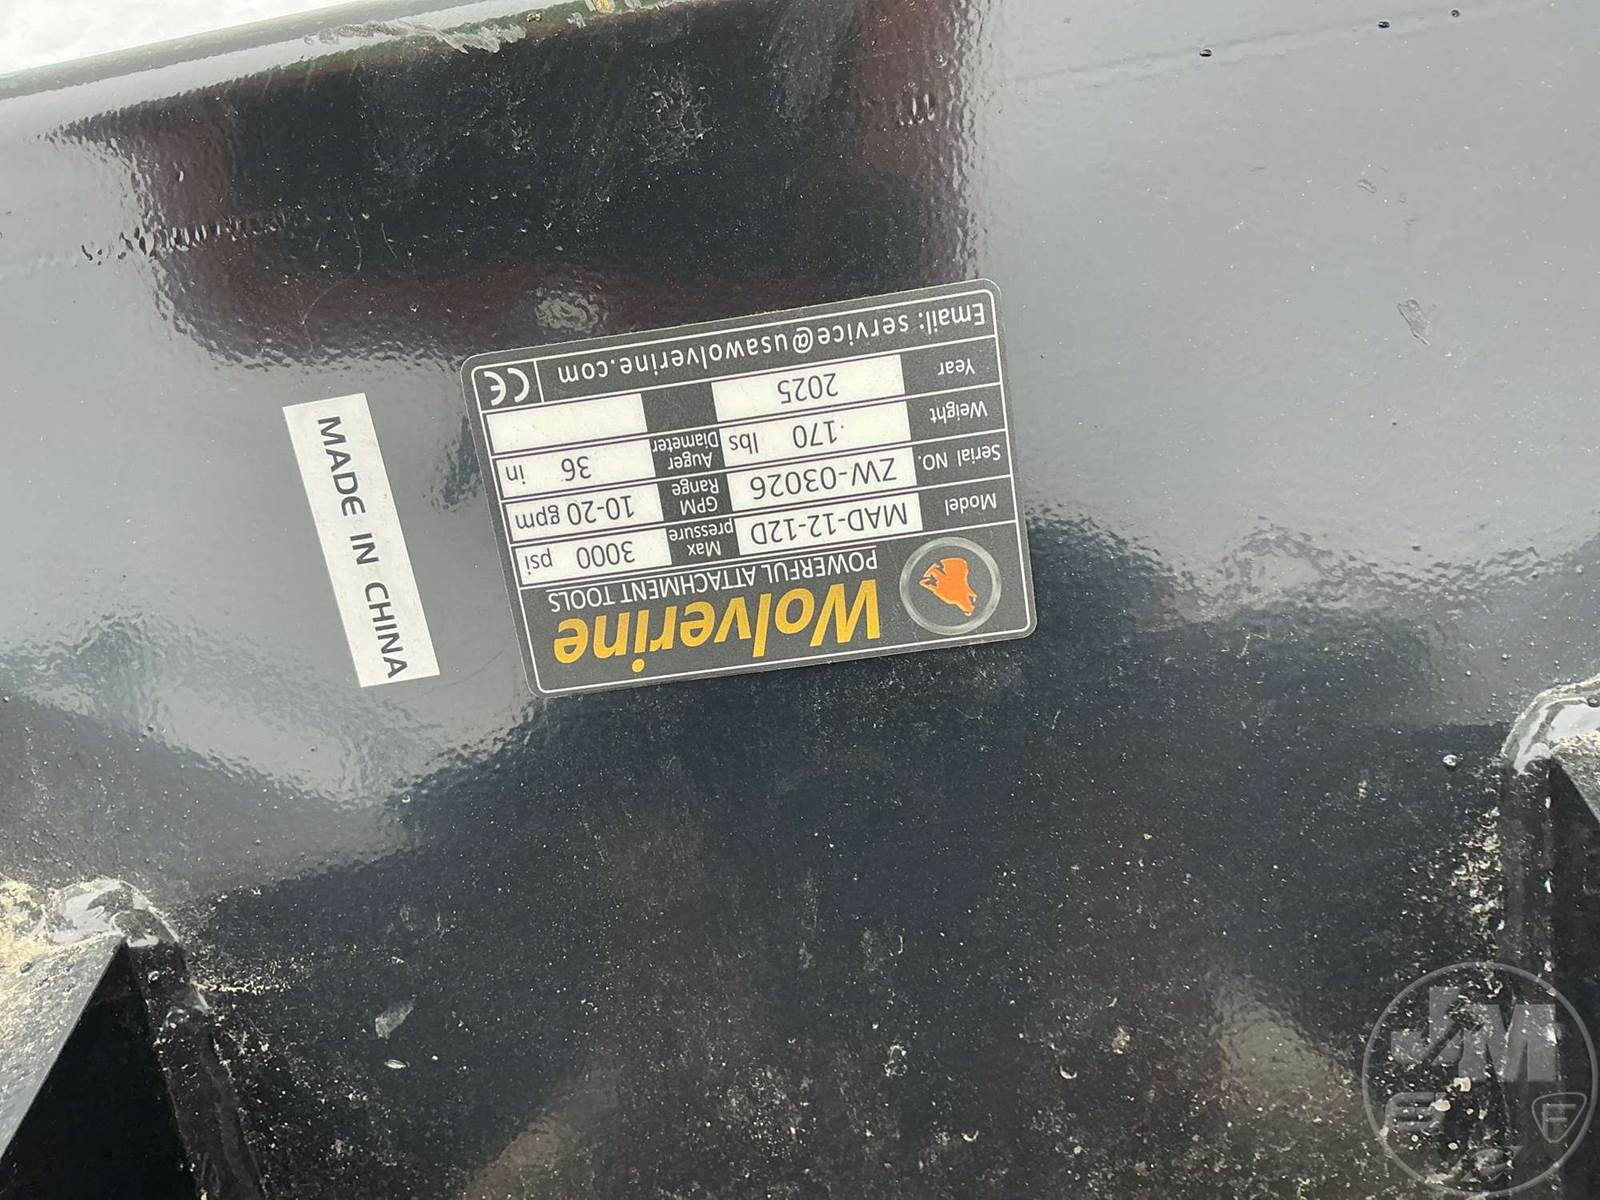 Wolverine
POWERFUL ATTACHMENT TOOLS
Model MAD-12-12D Max pressure 3000 psi
Serial NO. ZW-03026 GPM Range 10-20 gpm
Weight 170 lbs Auger Diameter 36 in
Year 2025
Email: service@usawolverine.com CE
MADE IN CHINA
JM